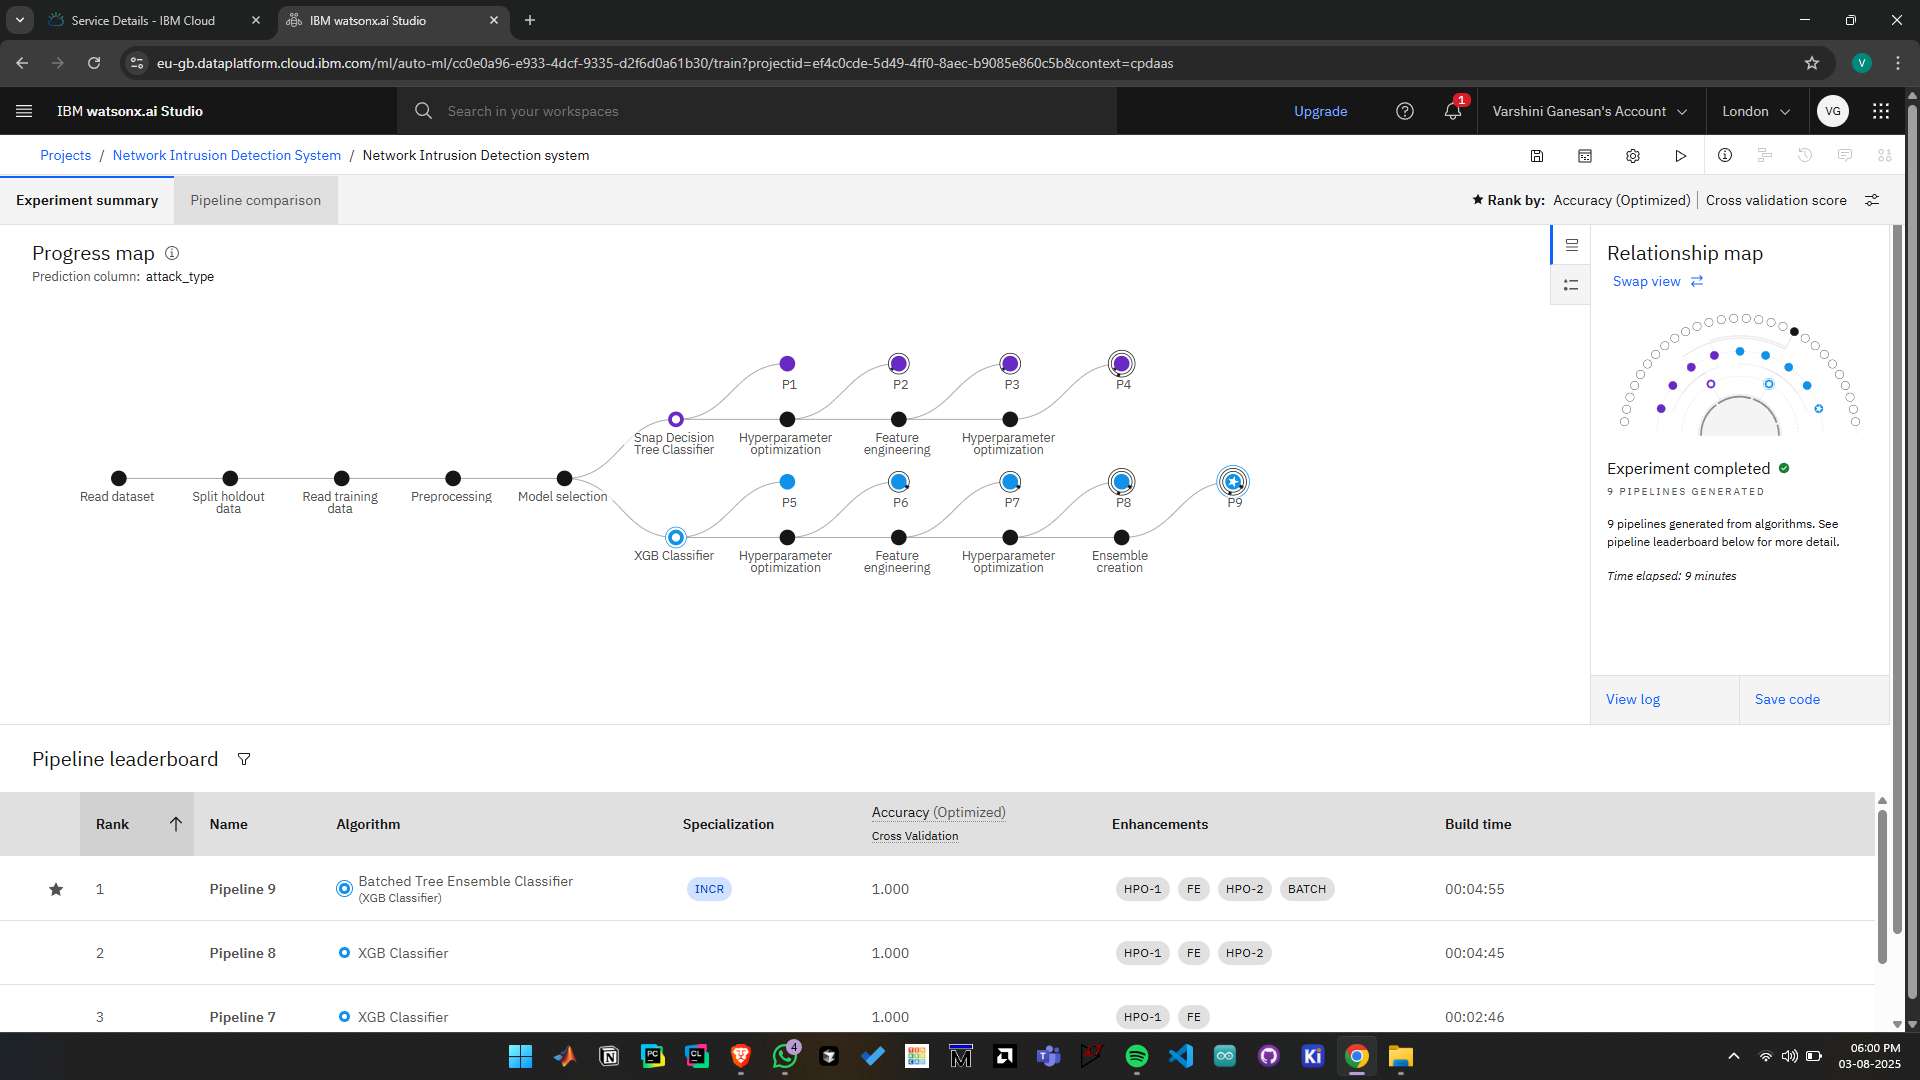 Service Details - IBM Cloud
IBM watsonx.ai Studio
eu-gb.dataplatform.cloud.ibm.com/ml/auto-ml/cc0e0a96-e933-4dcf-9335-d2f6d0a61b30/train?projectid=ef4c0cde-5d49-4ff0-8aec-b9085e860c5b&context=cpdaas
V
IBM watsonx.ai Studio
Search in your workspaces
Upgrade
1
Varshini Ganesan's Account
London
VG
Projects / Network Intrusion Detection System / Network Intrusion Detection system
Experiment summary
Pipeline comparison
Rank by: Accuracy (Optimized) | Cross validation score
Progress map
Prediction column: attack_type
P1
P2
P3
P4
Snap Decision
Tree Classifier
Hyperparameter
optimization
Feature
engineering
Hyperparameter
optimization
Read dataset
Split holdout
data
Read training
data
Preprocessing
Model selection
P5
P6
P7
P8
P9
XGB Classifier
Hyperparameter
optimization
Feature
engineering
Hyperparameter
optimization
Ensemble
creation
Relationship map
Swap view
Experiment completed
9 PIPELINES GENERATED
9 pipelines generated from algorithms. See
pipeline leaderboard below for more detail.
Time elapsed: 9 minutes
View log
Save code
Pipeline leaderboard
Rank Name Algorithm Specialization Accuracy (Optimized) Cross Validation Enhancements Build time
1 Pipeline 9 Batched Tree Ensemble Classifier (XGB Classifier) INCR 1.000 HPO-1 FE HPO-2 BATCH 00:04:55
2 Pipeline 8 XGB Classifier 1.000 HPO-1 FE HPO-2 00:04:45
3 Pipeline 7 XGB Classifier 1.000 HPO-1 FE 00:02:46
PC
CL
4
M
Ki
06:00 PM
03-08-2025